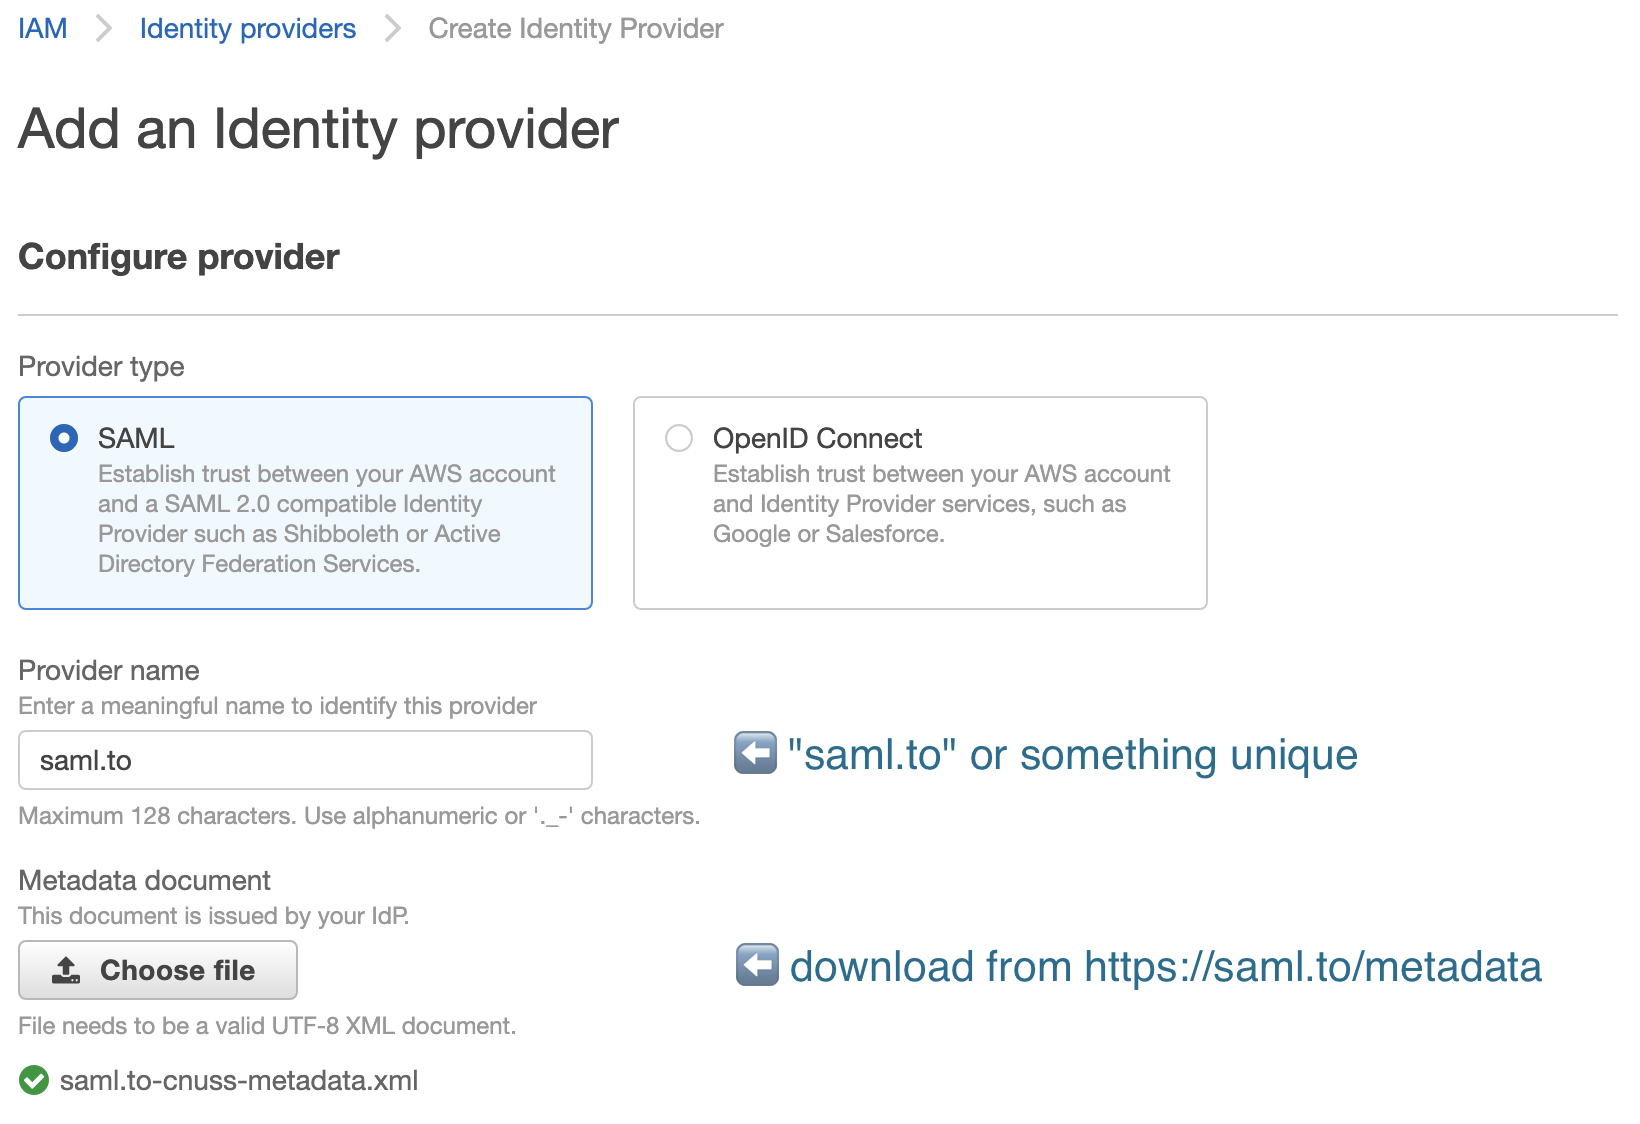 IAM > Identity providers > Create Identity Provider
Add an Identity provider
Configure provider
Provider type
SAML
Establish trust between your AWS account
and a SAML 2.0 compatible Identity
Provider such as Shibboleth or Active
Directory Federation Services.
OpenID Connect
Establish trust between your AWS account
and Identity Provider services, such as
Google or Salesforce.
Provider name
Enter a meaningful name to identify this provider
saml.to
"saml.to" or something unique
Maximum 128 characters. Use alphanumeric or '._-' characters.
Metadata document
This document is issued by your IdP.
Choose file
download from https://saml.to/metadata
File needs to be a valid UTF-8 XML document.
saml.to-cnuss-metadata.xml